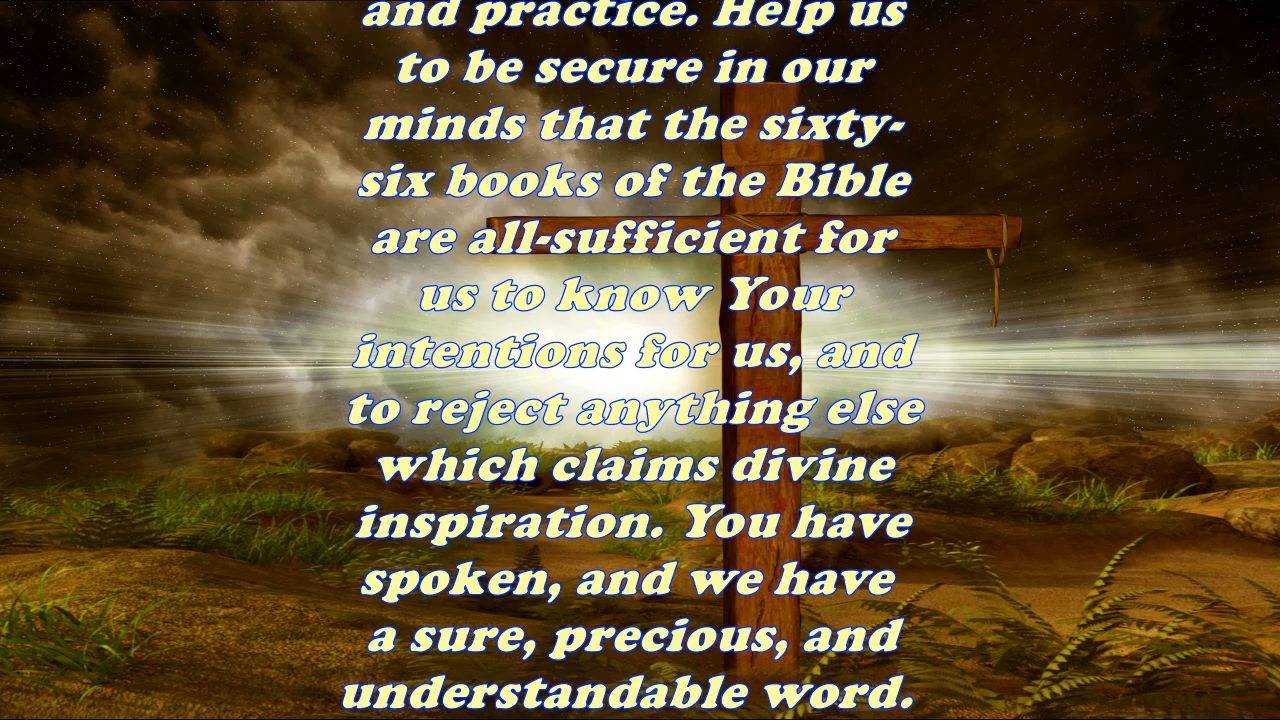 and practice. Help us
to be secure in our
minds that the sixty-
six books of the Bible
are all-sufficient for
us to know Your
intentions for us, and
to reject anything else
which claims divine
inspiration. You have
spoken, and we have
a sure, precious, and
understandable word.